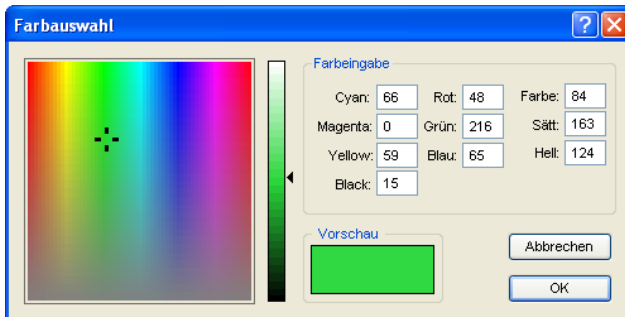 Farbauswahl
Farbeingabe
Cyan: 66 Rot: 48 Farbe: 84
Magenta: 0 Grün: 216 Sätt: 163
Yellow: 59 Blau: 65 Hell: 124
Black: 15
Vorschau
Abbrechen
OK